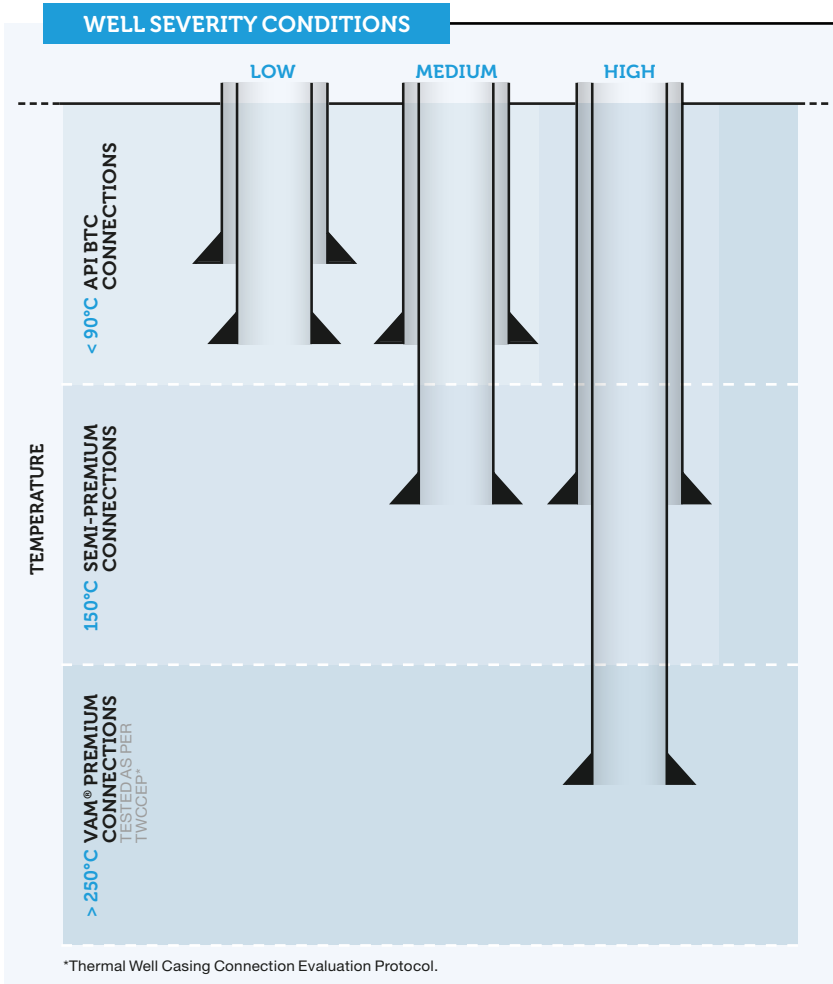 WELL SEVERITY CONDITIONS
LOW
MEDIUM
HIGH
TEMPERATURE
< 90°C API BTC
CONNECTIONS
150°C SEMI-PREMIUM
CONNECTIONS
> 250°C VAM® PREMIUM
CONNECTIONS
TESTED AS PER
TWCCEP*
*Thermal Well Casing Connection Evaluation Protocol.